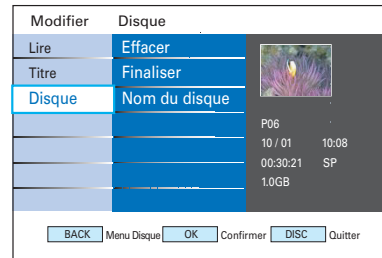 Modifier Disque
Lire Effacer
Titre Finaliser
Disque Nom du disque
P06
10 / 01 10:08
00:30:21 SP
1.0GB
BACK Menu Disque OK Confirmer DISC Quitter